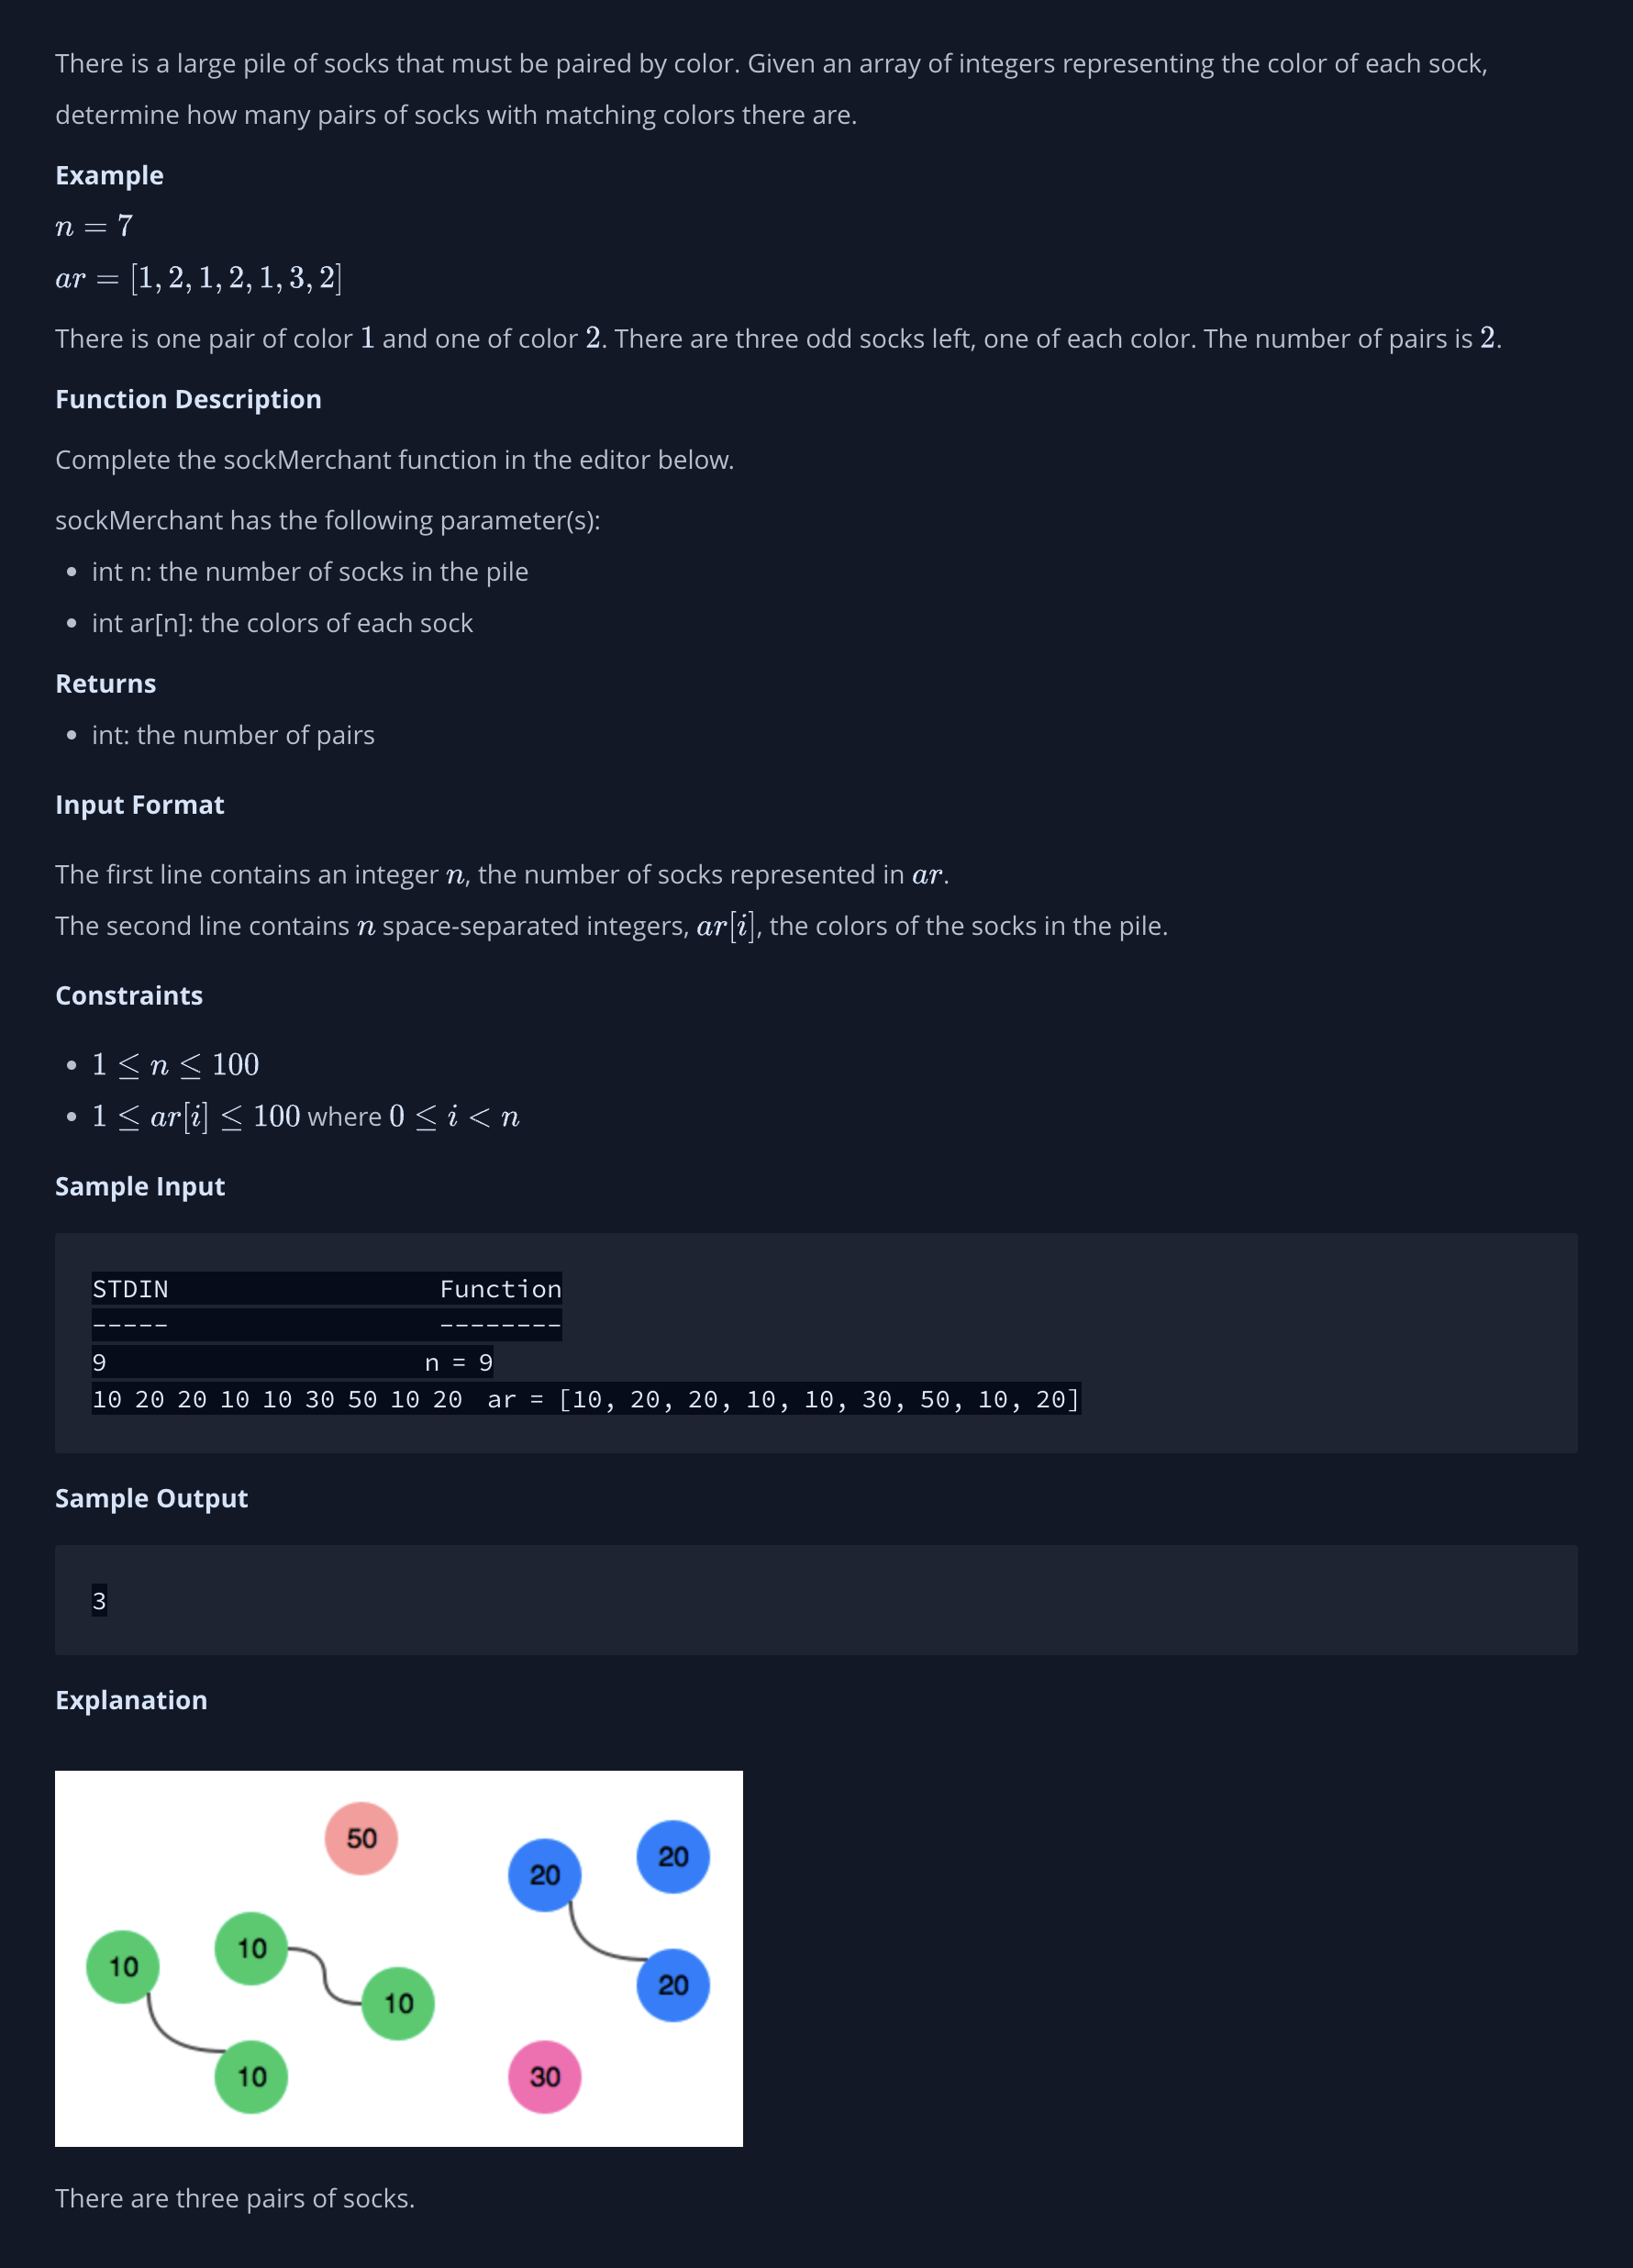 There is a large pile of socks that must be paired by color. Given an array of integers representing the color of each sock,
determine how many pairs of socks with matching colors there are.
Example
n = 7
ar = [1, 2, 1, 2, 1, 3, 2]
There is one pair of color 1 and one of color 2. There are three odd socks left, one of each color. The number of pairs is 2.
Function Description
Complete the sockMerchant function in the editor below.
sockMerchant has the following parameter(s):
• int n: the number of socks in the pile
• int ar[n]: the colors of each sock
Returns
• int: the number of pairs
Input Format
The first line contains an integer n, the number of socks represented in ar.
The second line contains n space-separated integers, ar[i], the colors of the socks in the pile.
Constraints
• 1 ≤ n ≤ 100
• 1 ≤ ar[i] ≤ 100 where 0 ≤ i < n
Sample Input
STDIN                  Function
-----                  --------
9                      n = 9
10 20 20 10 10 30 50 10 20  ar = [10, 20, 20, 10, 10, 30, 50, 10, 20]
Sample Output
3
Explanation
50
20
20
10
10
10
20
10
30
There are three pairs of socks.